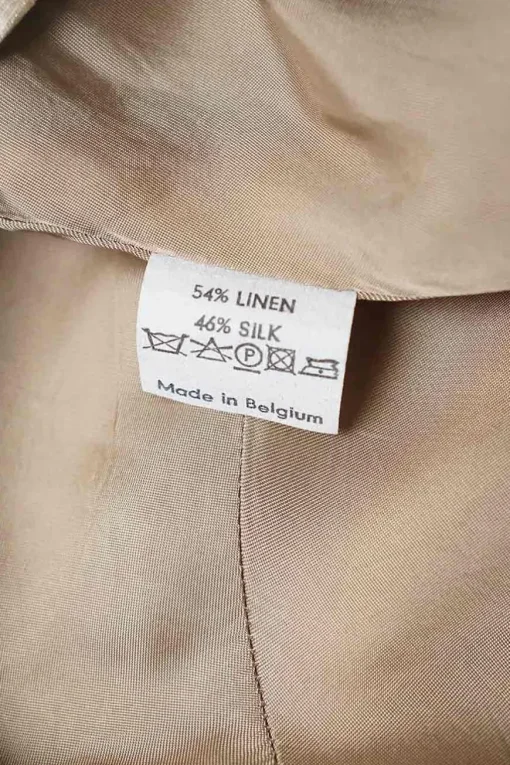 54% LINEN
46% SILK
P
Made in Belgium